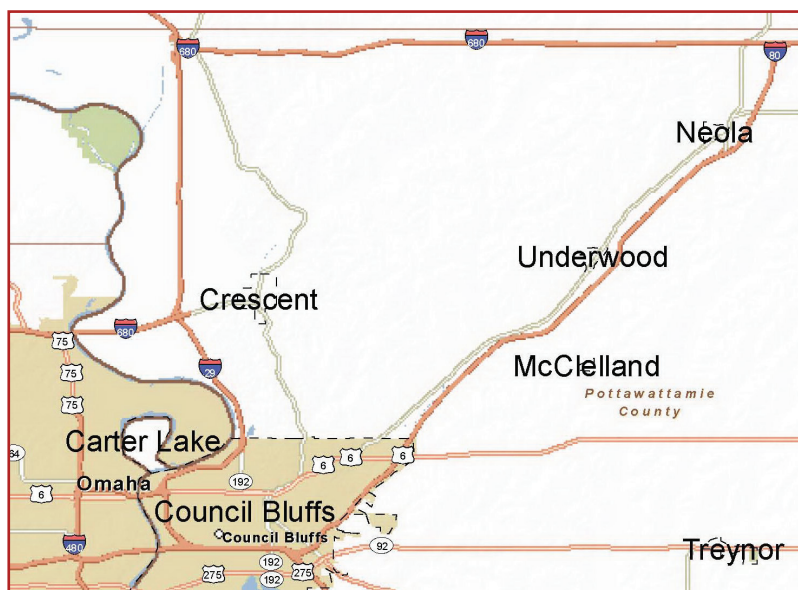 680
680
80
Neola
Underwood
Crescent
680
75
29
McClelland
75
Pottawattamie
County
75
Carter Lake
64
6
6
6
192
Omaha
6
Council Bluffs
Council Bluffs
480
92
Treynor
192
275
192
275